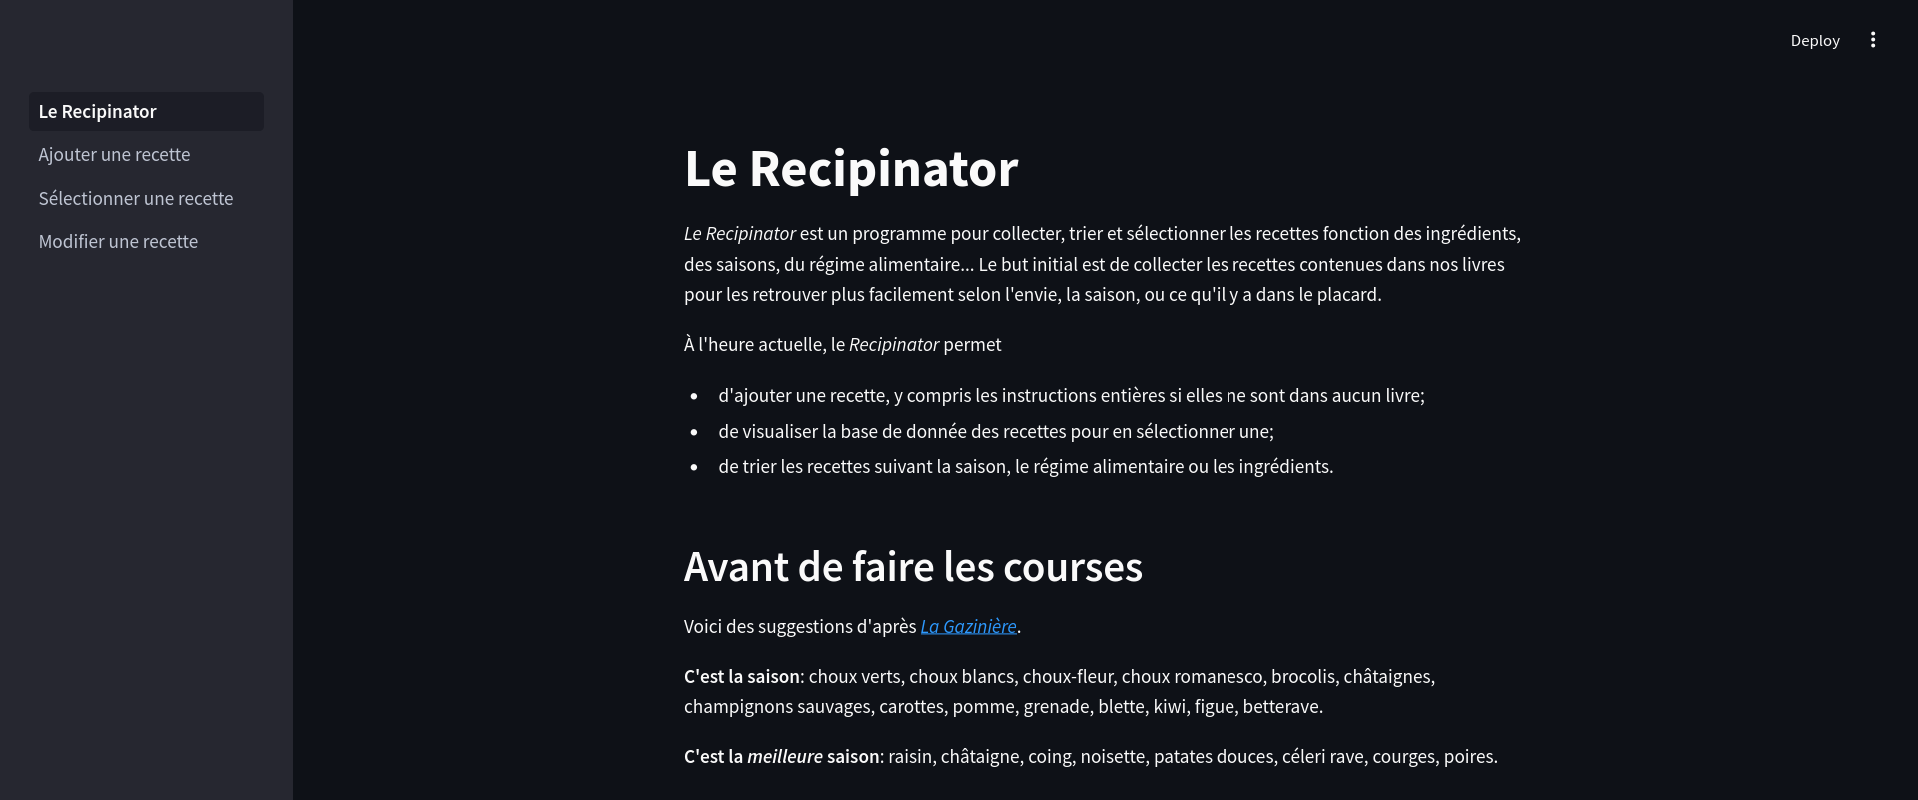 Deploy
Le Recipinator
Ajouter une recette
Sélectionner une recette
Modifier une recette
Le Recipinator
Le Recipinator est un programme pour collecter, trier et sélectionner les recettes fonction des ingrédients,
des saisons, du régime alimentaire... Le but initial est de collecter les recettes contenues dans nos livres
pour les retrouver plus facilement selon l'envie, la saison, ou ce qu'il y a dans le placard.
À l'heure actuelle, le Recipinator permet
• d'ajouter une recette, y compris les instructions entières si elles ne sont dans aucun livre;
• de visualiser la base de donnée des recettes pour en sélectionner une;
• de trier les recettes suivant la saison, le régime alimentaire ou les ingrédients.
Avant de faire les courses
Voici des suggestions d'après La Gazinière.
C'est la saison: choux verts, choux blancs, choux-fleur, choux romanesco, brocolis, châtaignes,
champignons sauvages, carottes, pomme, grenade, blette, kiwi, figue, betterave.
C'est la meilleure saison: raisin, châtaigne, coing, noisette, patates douces, céleri rave, courges, poires.